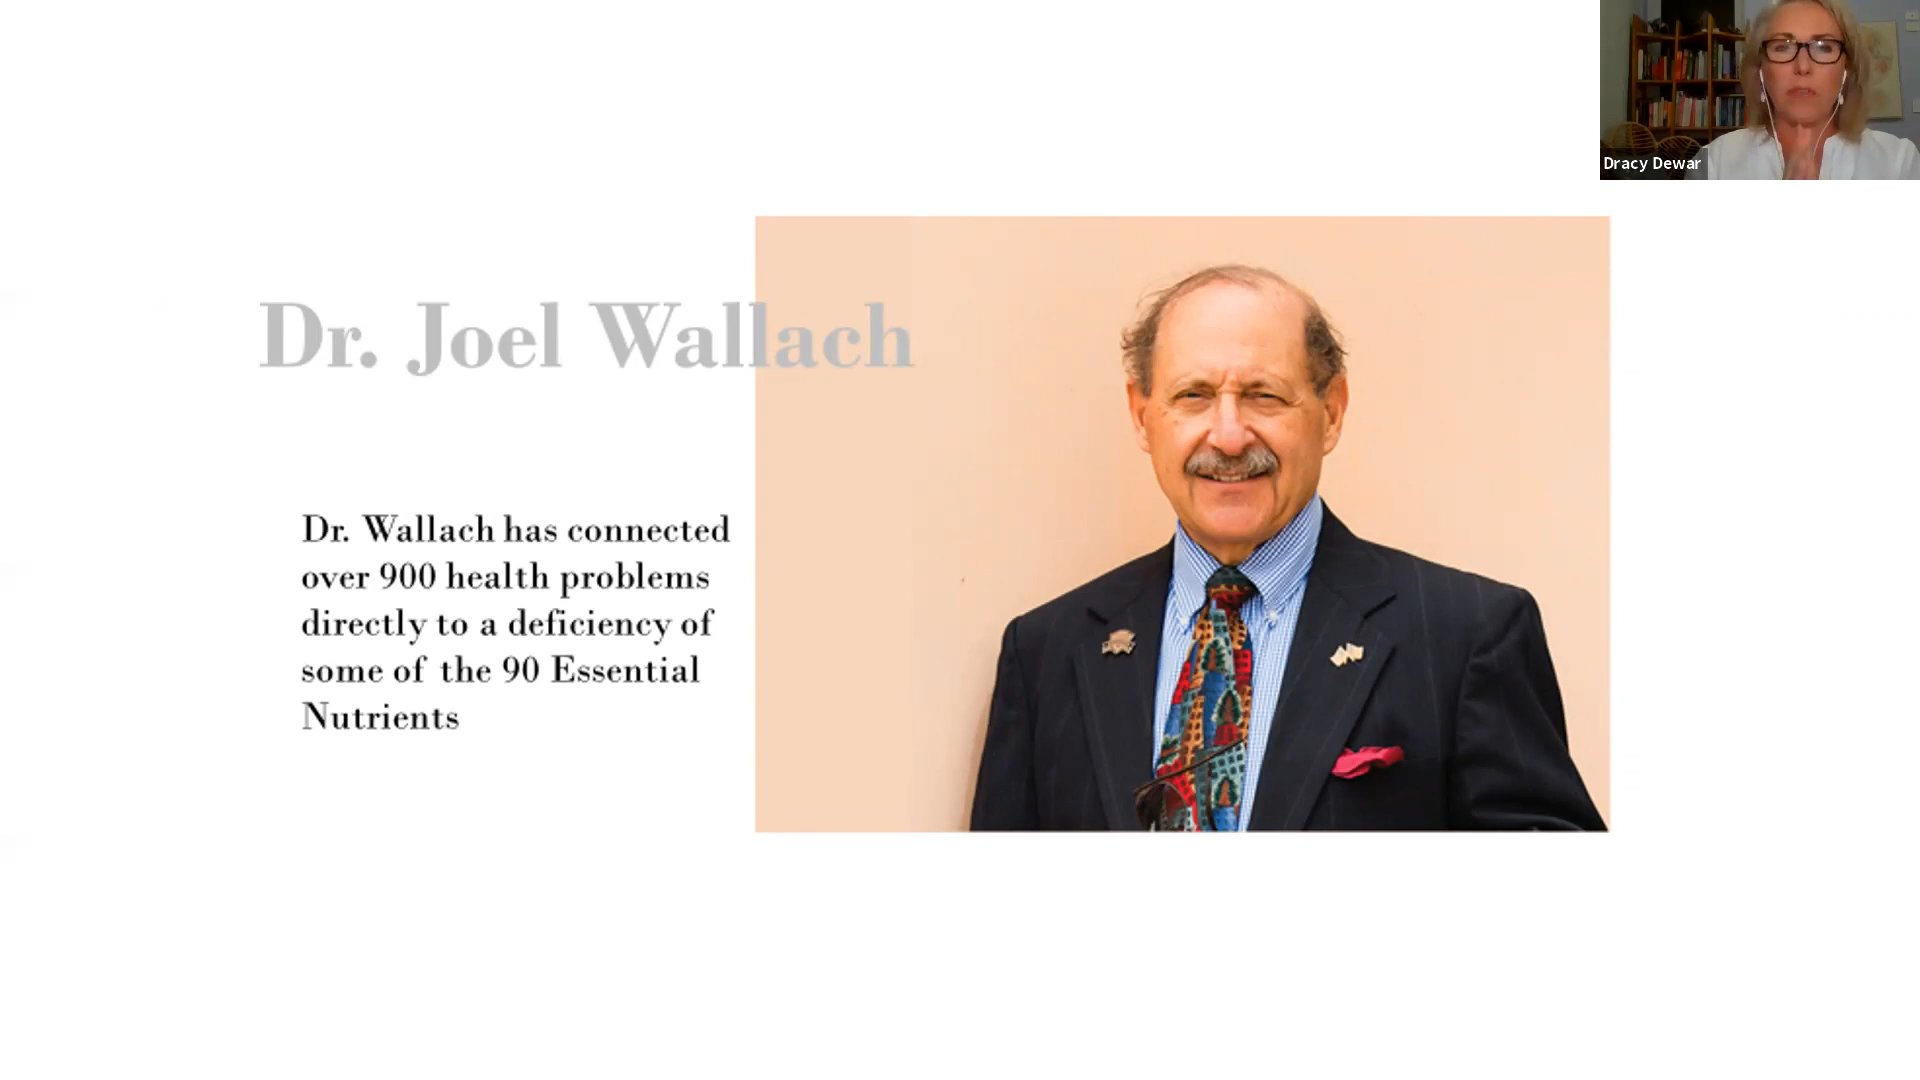 Dracy Dewar
Dr. Joel Wallach
Dr. Wallach has connected
over 900 health problems
directly to a deficiency of
some of the 90 Essential
Nutrients